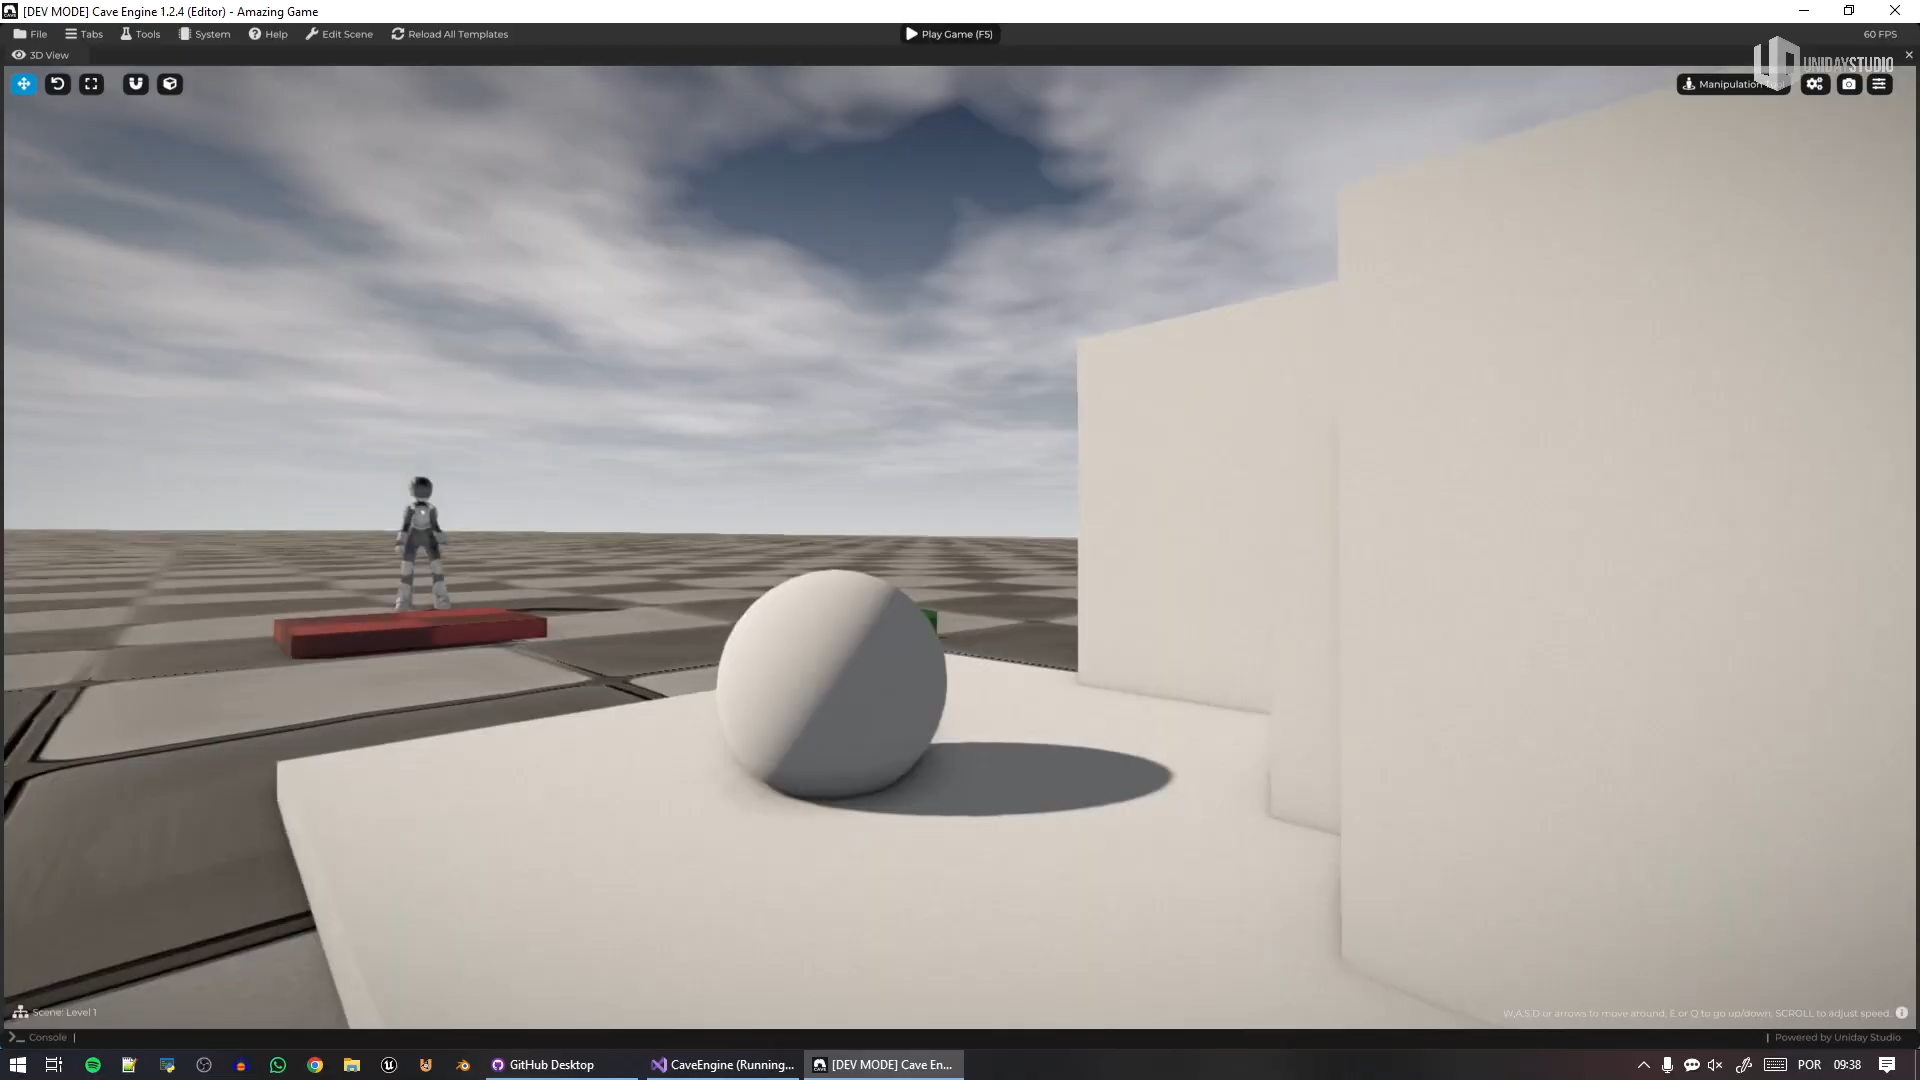 [DEV MODE] Cave Engine 1.2.4 (Editor) - Amazing Game
File Tabs Tools System Help Edit Scene Reload All Templates Play Game (F5) 60 FPS
3D View
UNIDAYSTUDIO
Manipulation
Scene: Level 1
W,A,S,D or arrows to move around, E or Q to go up/down, SCROLL to adjust speed.
Console
Powered by Uniday Studio
GitHub Desktop CaveEngine (Running... [DEV MODE] Cave En... POR 09:38